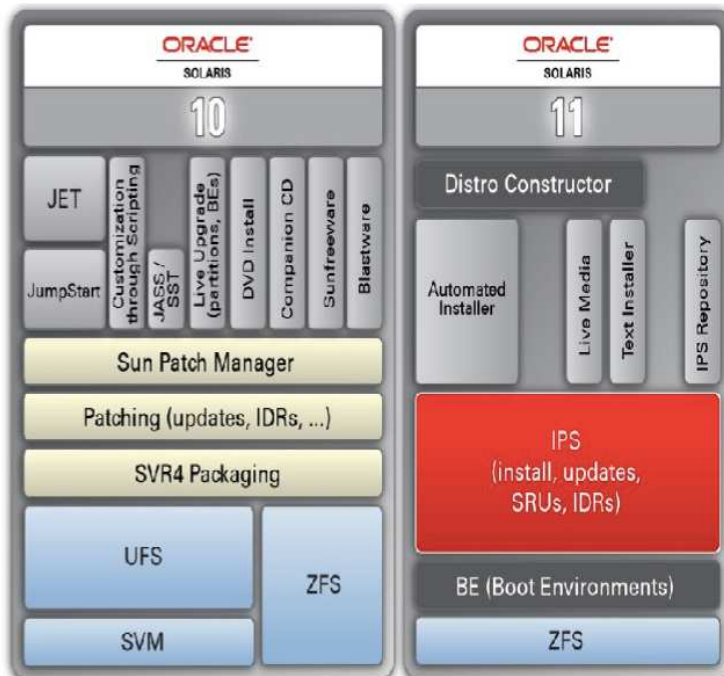 ORACLE®
SOLARIS
10
JET
JumpStart
Customization
through Scripting
JASS /
SST
Live Upgrade
(partitions, BEs)
DVD Install
Companion CD
Sunfreeware
Blastware
Sun Patch Manager
Patching (updates, IDRs, ...)
SVR4 Packaging
UFS
ZFS
SVM
ORACLE®
SOLARIS
11
Distro Constructor
Automated
Installer
Live Media
Text Installer
IPS Repository
IPS
(install, updates,
SRUs, IDRs)
BE (Boot Environments)
ZFS